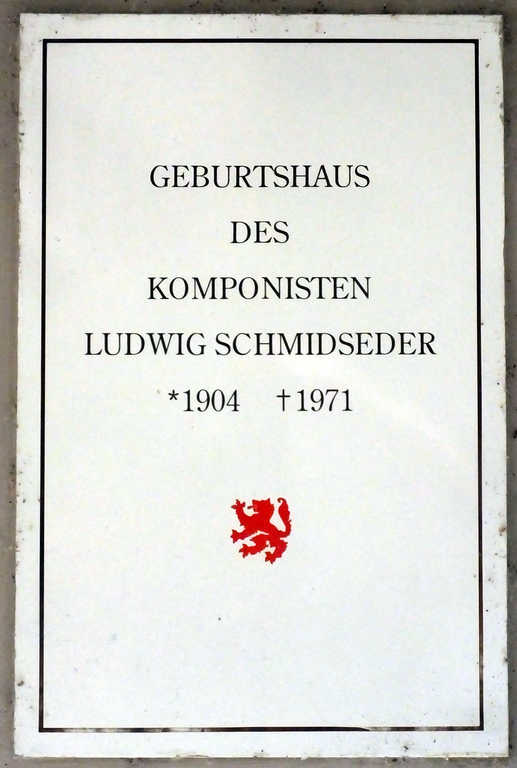 GEBURTSHAUS
DES
KOMPONISTEN
LUDWIG SCHMIDSEDER
*1904 †1971